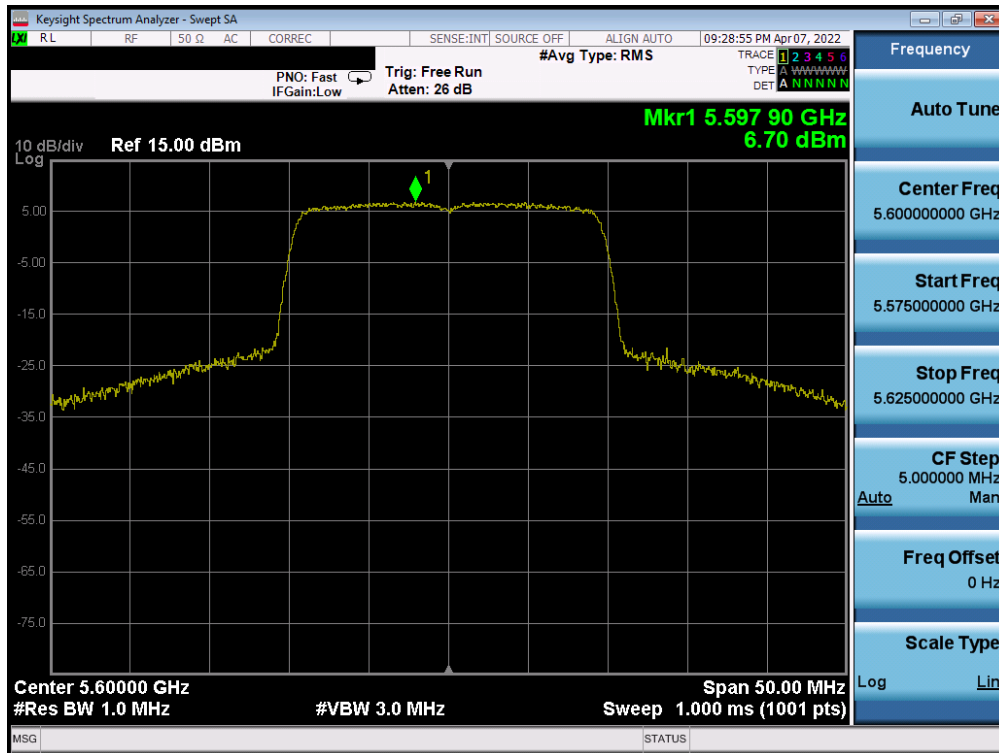 Keysight Spectrum Analyzer - Swept SA
LXI RL RF 50 Ω AC CORREC SENSE:INT SOURCE OFF ALIGN AUTO 09:28:55 PM Apr 07, 2022
#Avg Type: RMS
TRACE 1 2 3 4 5 6
PNO: Fast Trig: Free Run
TYPE A WWWWW
IFGain:Low Atten: 26 dB
DET A N N N N N
Mkr1 5.597 90 GHz
6.70 dBm
10 dB/div Ref 15.00 dBm
Log
1
5.00
-5.00
-15.0
-25.0
-35.0
-45.0
-55.0
-65.0
-75.0
Center 5.60000 GHz Span 50.00 MHz
#Res BW 1.0 MHz #VBW 3.0 MHz Sweep 1.000 ms (1001 pts)
MSG STATUS
Frequency
Auto Tune
Center Freq
5.600000000 GHz
Start Freq
5.575000000 GHz
Stop Freq
5.625000000 GHz
CF Step
5.000000 MHz
Auto Man
Freq Offset
0 Hz
Scale Type
Log Lin